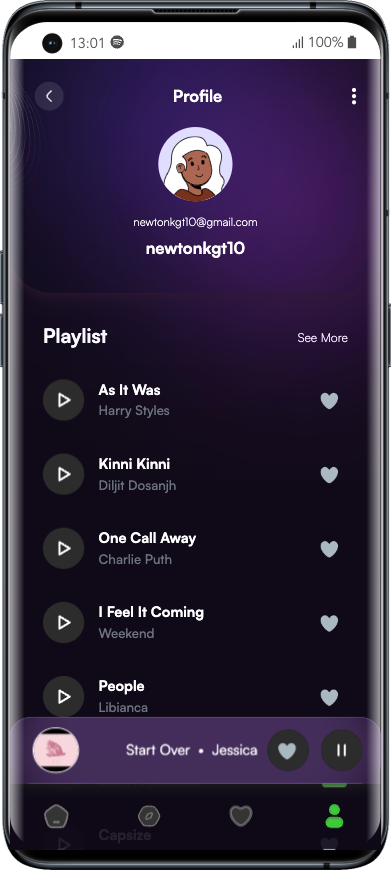 13:01
100%
Profile
newtonkgt10@gmail.com
newtonkgt10
Playlist
See More
As It Was
Harry Styles
Kinni Kinni
Diljit Dosanjh
One Call Away
Charlie Puth
I Feel It Coming
Weekend
People
Libianca
Start Over • Jessica
Capsize